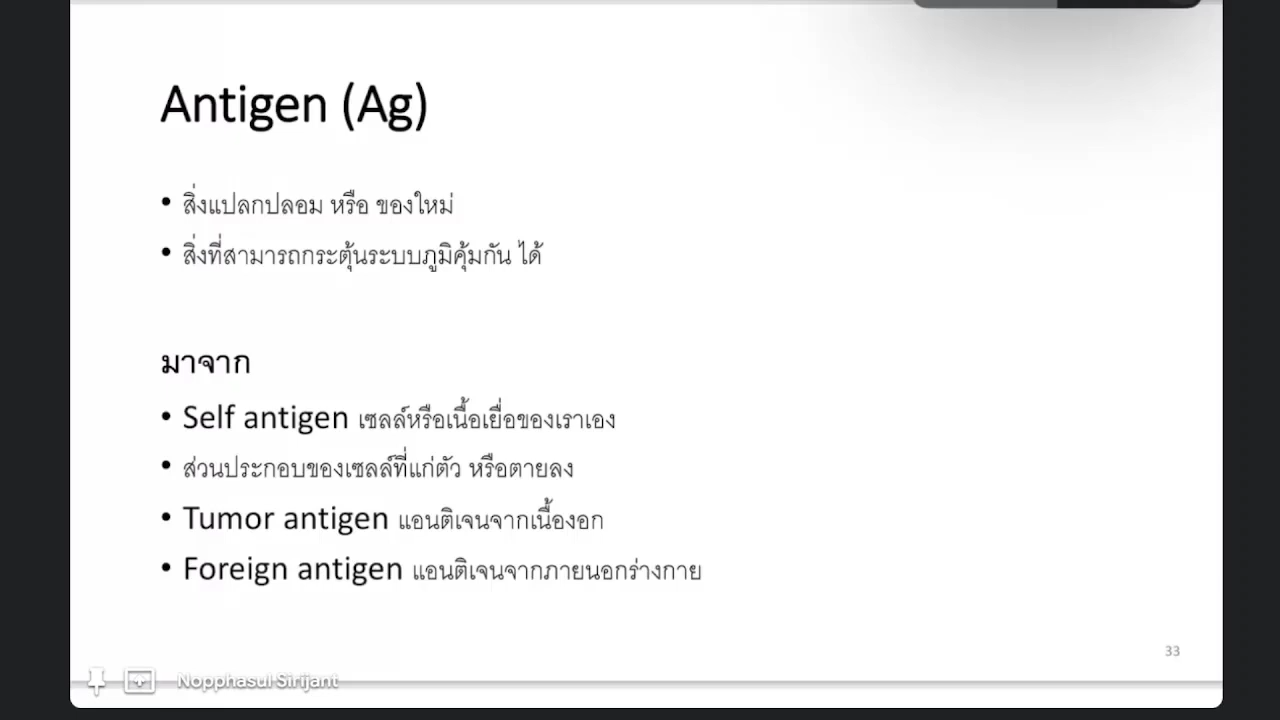 Antigen (Ag)
• สิ่งแปลกปลอม หรือ ของใหม่
• สิ่งที่สามารถกระตุ้นระบบภูมิคุ้มกัน ได้
มาจาก
• Self antigen เซลล์หรือเนื้อเยื่อของเราเอง
• ส่วนประกอบของเซลล์ที่แก่ตัว หรือตายลง
• Tumor antigen แอนติเจนจากเนื้องอก
• Foreign antigen แอนติเจนจากภายนอกร่างกาย
33
Nopphasul Sirijant